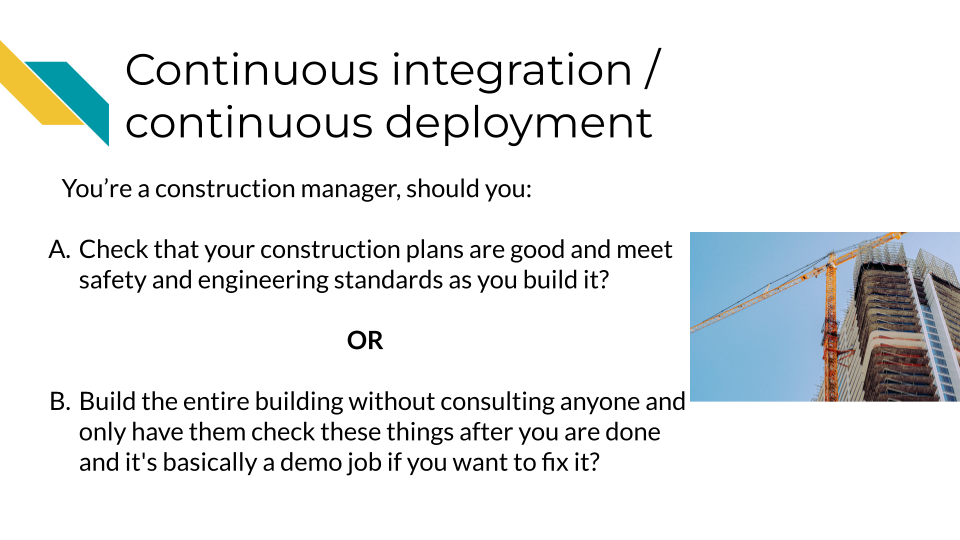 Continuous integration /
continuous deployment
You’re a construction manager, should you:
A. Check that your construction plans are good and meet
safety and engineering standards as you build it?
OR
B. Build the entire building without consulting anyone and
only have them check these things after you are done
and it's basically a demo job if you want to fix it?